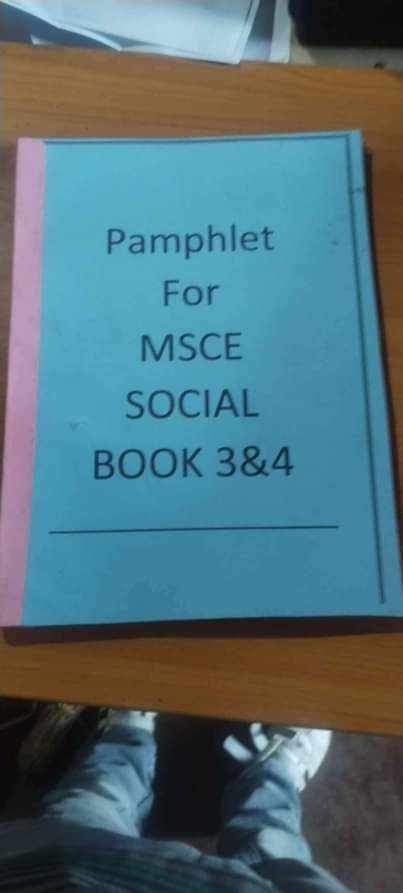 Pamphlet
For
MSCE
SOCIAL
BOOK 3&4